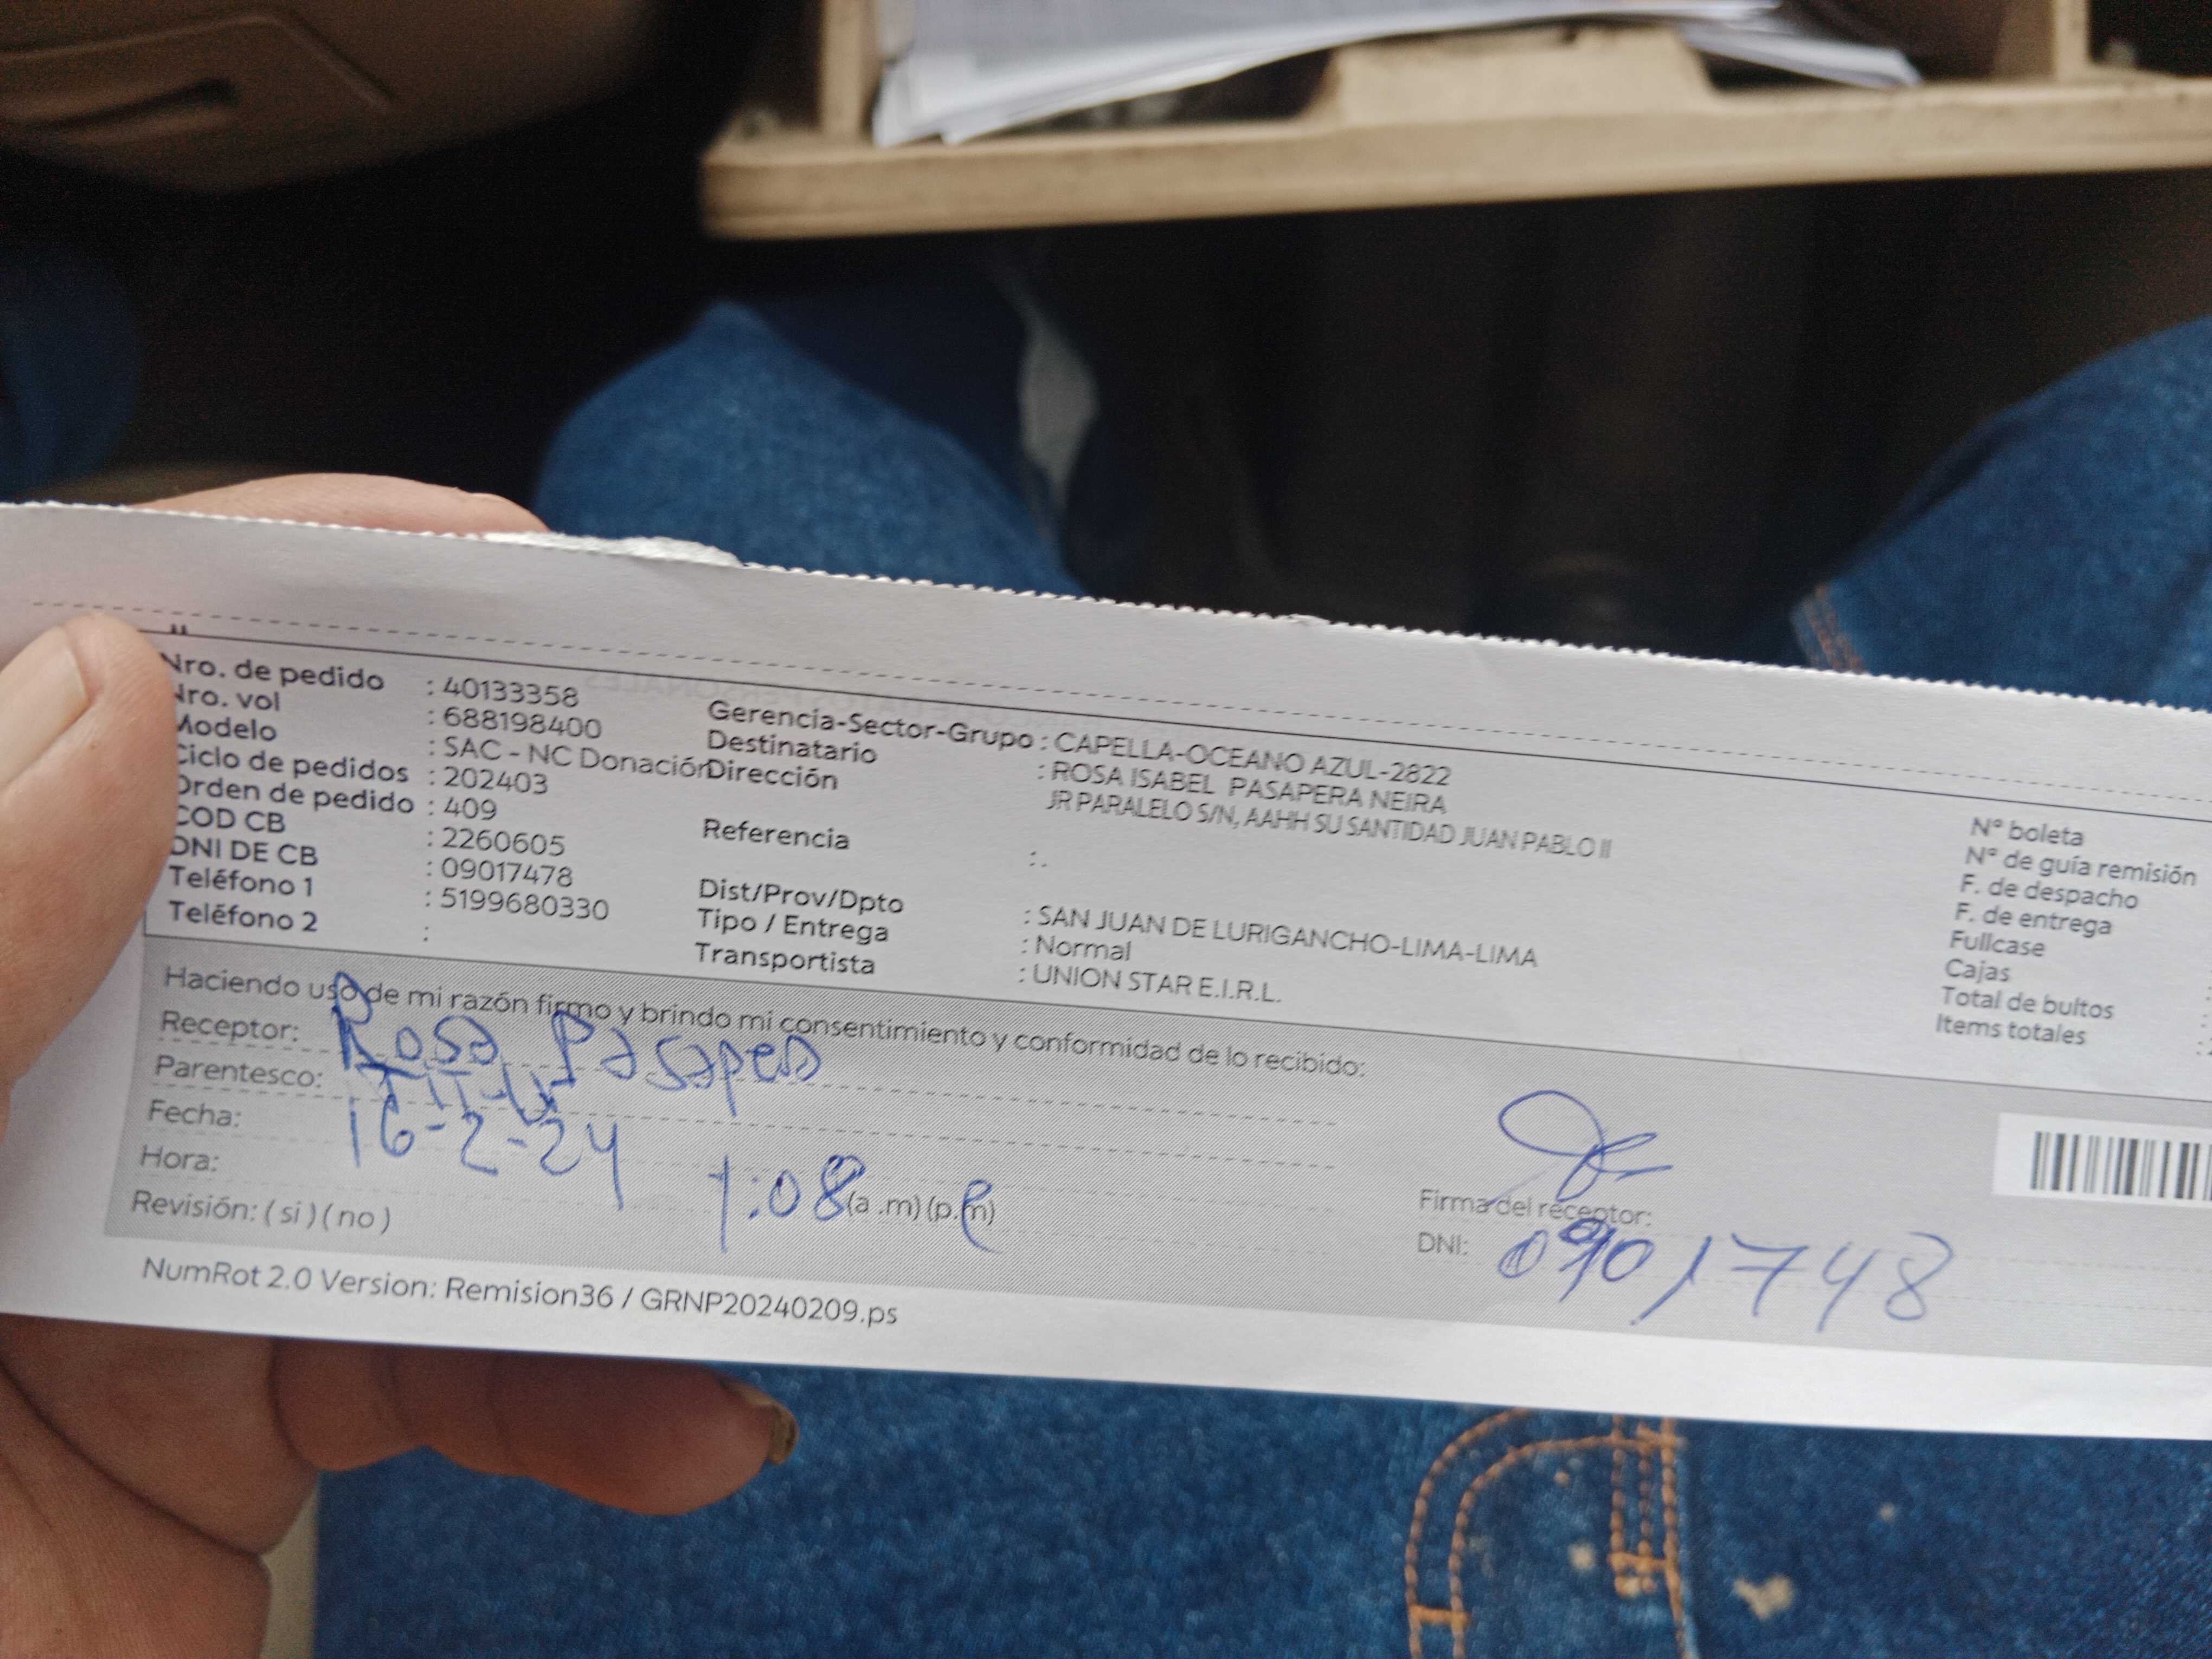 Nro. de pedido : 40133358
Nro. vol : 688198400
Modelo : SAC - NC Donación
Ciclo de pedidos : 202403
Orden de pedido : 409
COD CB : 2260605
DNI DE CB : 09017478
Teléfono 1 : 5199680330
Teléfono 2 :
Gerencia-Sector-Grupo : CAPELLA-OCEANO AZUL-2822
Destinatario : ROSA ISABEL PASAPERA NEIRA
Dirección JR PARALELO S/N, AAHH SU SANTIDAD JUAN PABLO II
Referencia : .
Dist/Prov/Dpto : SAN JUAN DE LURIGANCHO-LIMA-LIMA
Tipo / Entrega : Normal
Transportista : UNION STAR E.I.R.L.
N° boleta
N° de guía remisión
F. de despacho
F. de entrega
Fullcase
Cajas :
Total de bultos :
Items totales :
Haciendo uso de mi razón firmo y brindo mi consentimiento y conformidad de lo recibido:
Receptor: Rosa
Parentesco:
Fecha: 16-2-24
Hora: 1:08 (a .m) (p.m)
Revisión: ( si ) ( no )
Firma del receptor:
DNI: 0901748
NumRot 2.0 Version: Remision36 / GRNP20240209.ps